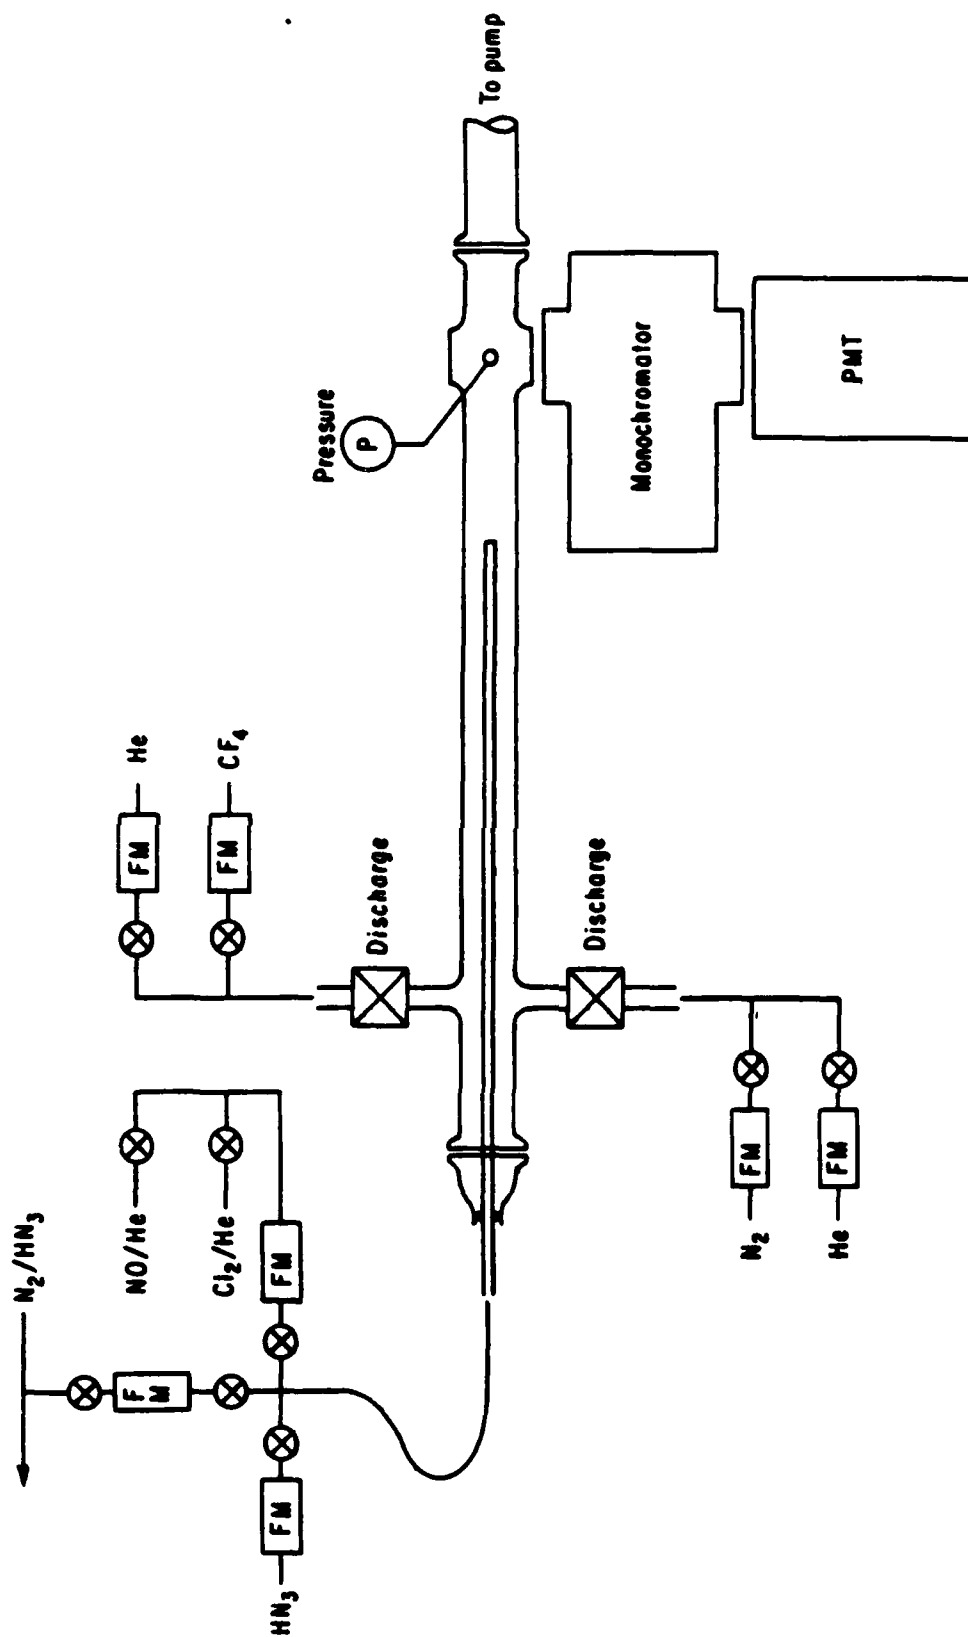 N2/HN3
NO/He
Cl2/He
FM
FM
HN3
FM
He
FM
CF4
FM
Discharge
Discharge
N2
FM
He
FM
Pressure
P
To pump
Monochromator
PMT